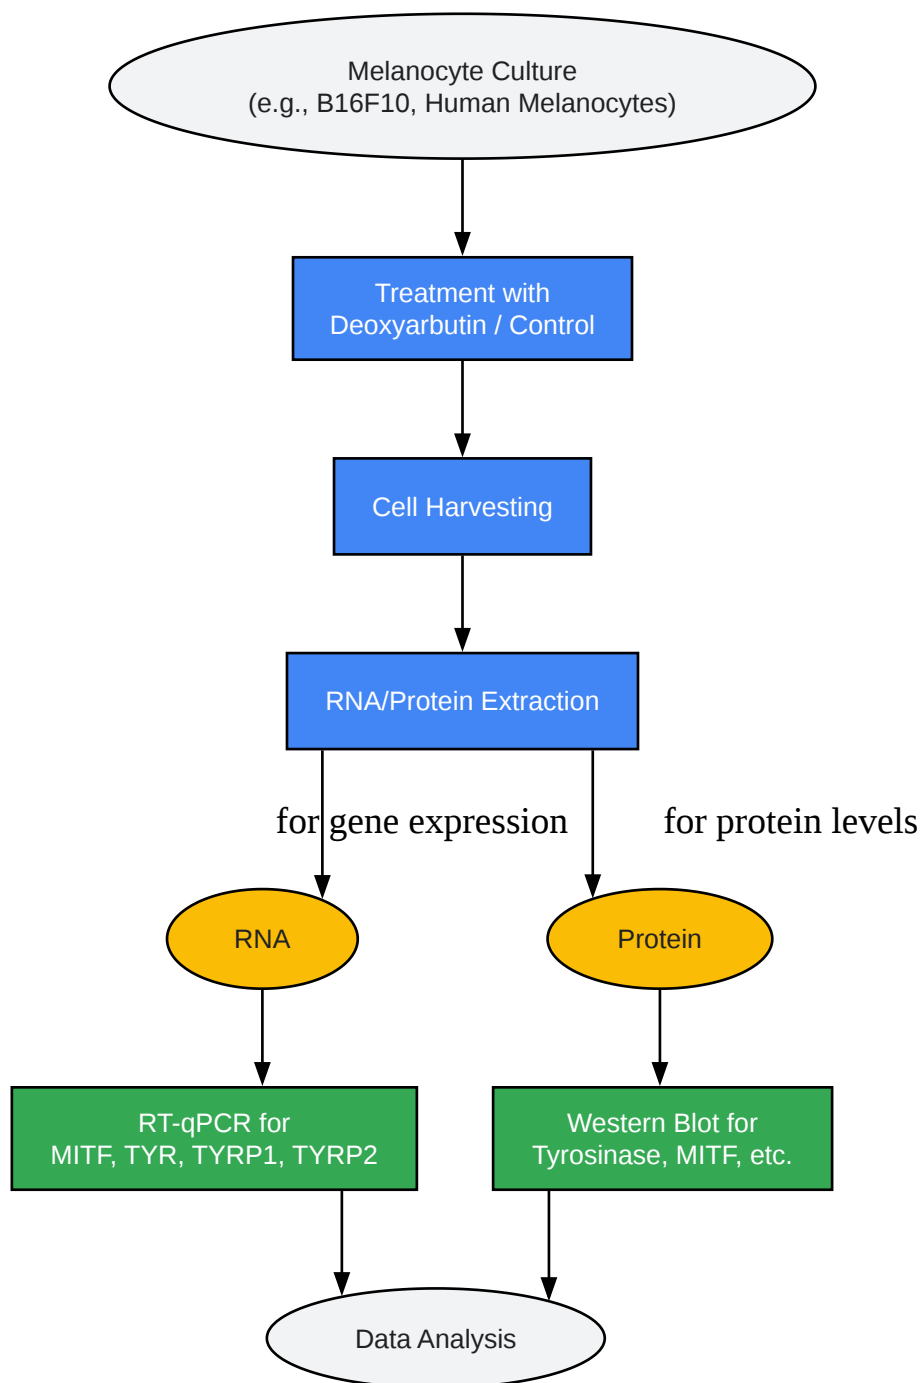 Melanocyte Culture
(e.g., B16F10, Human Melanocytes)
Treatment with
Deoxyarbutin / Control
Cell Harvesting
RNA/Protein Extraction
for gene expression
for protein levels
RNA
Protein
RT-qPCR for
MITF, TYR, TYRP1, TYRP2
Western Blot for
Tyrosinase, MITF, etc.
Data Analysis